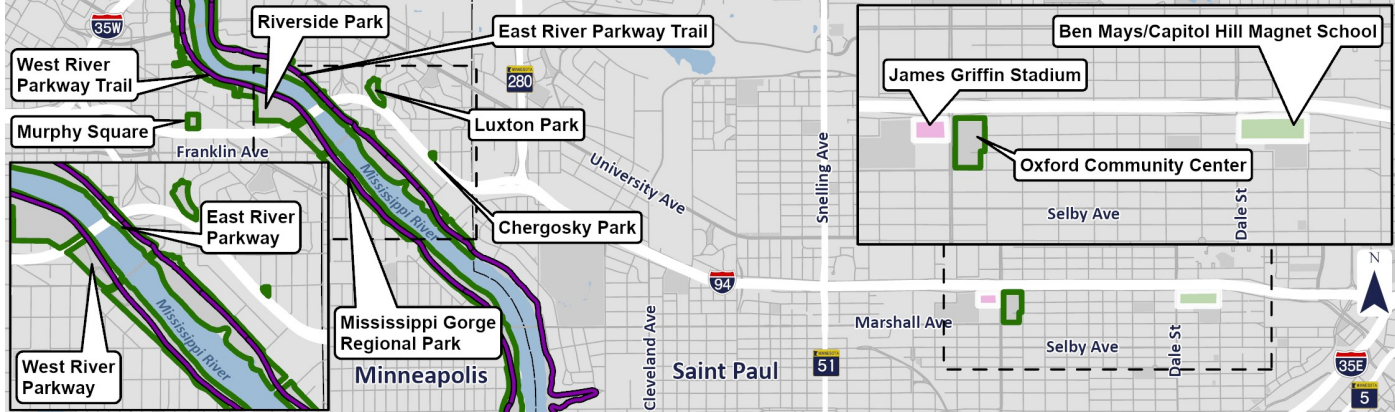 35W
Riverside Park
East River Parkway Trail
West River
Parkway Trail
MINNESOTA
280
Murphy Square
Luxton Park
Franklin Ave
University Ave
Snelling Ave
Mississippi River
Chergosky Park
94
Mississippi Gorge
Regional Park
Minneapolis
Cleveland Ave
Saint Paul
Marshall Ave
MINNESOTA
51
Selby Ave
Dale St
N
35E
MINNESOTA
5
East River
Parkway
Mississippi River
West River
Parkway
Ben Mays/Capitol Hill Magnet School
James Griffin Stadium
Oxford Community Center
Selby Ave
Dale St